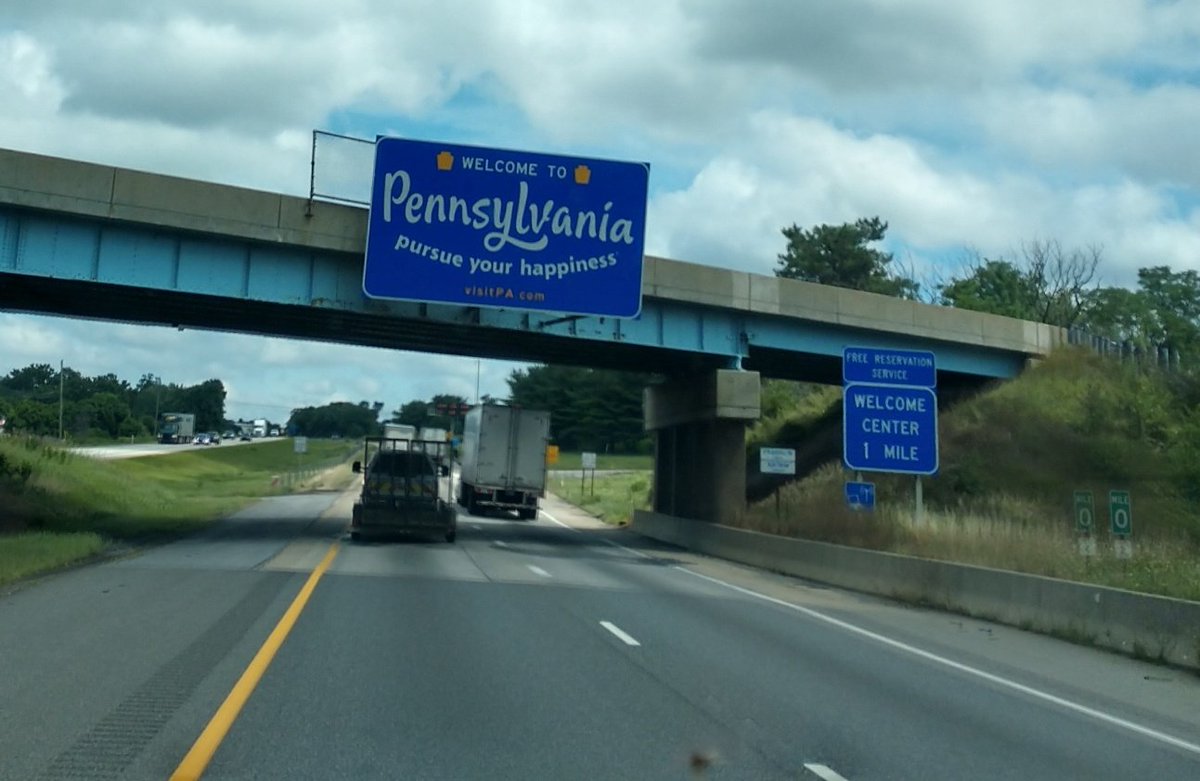 WELCOME TO
Pennsylvania
pursue your happiness
visitPA.com
FREE RESERVATION
SERVICE
WELCOME
CENTER
1 MILE
MILE
0
MILE
0